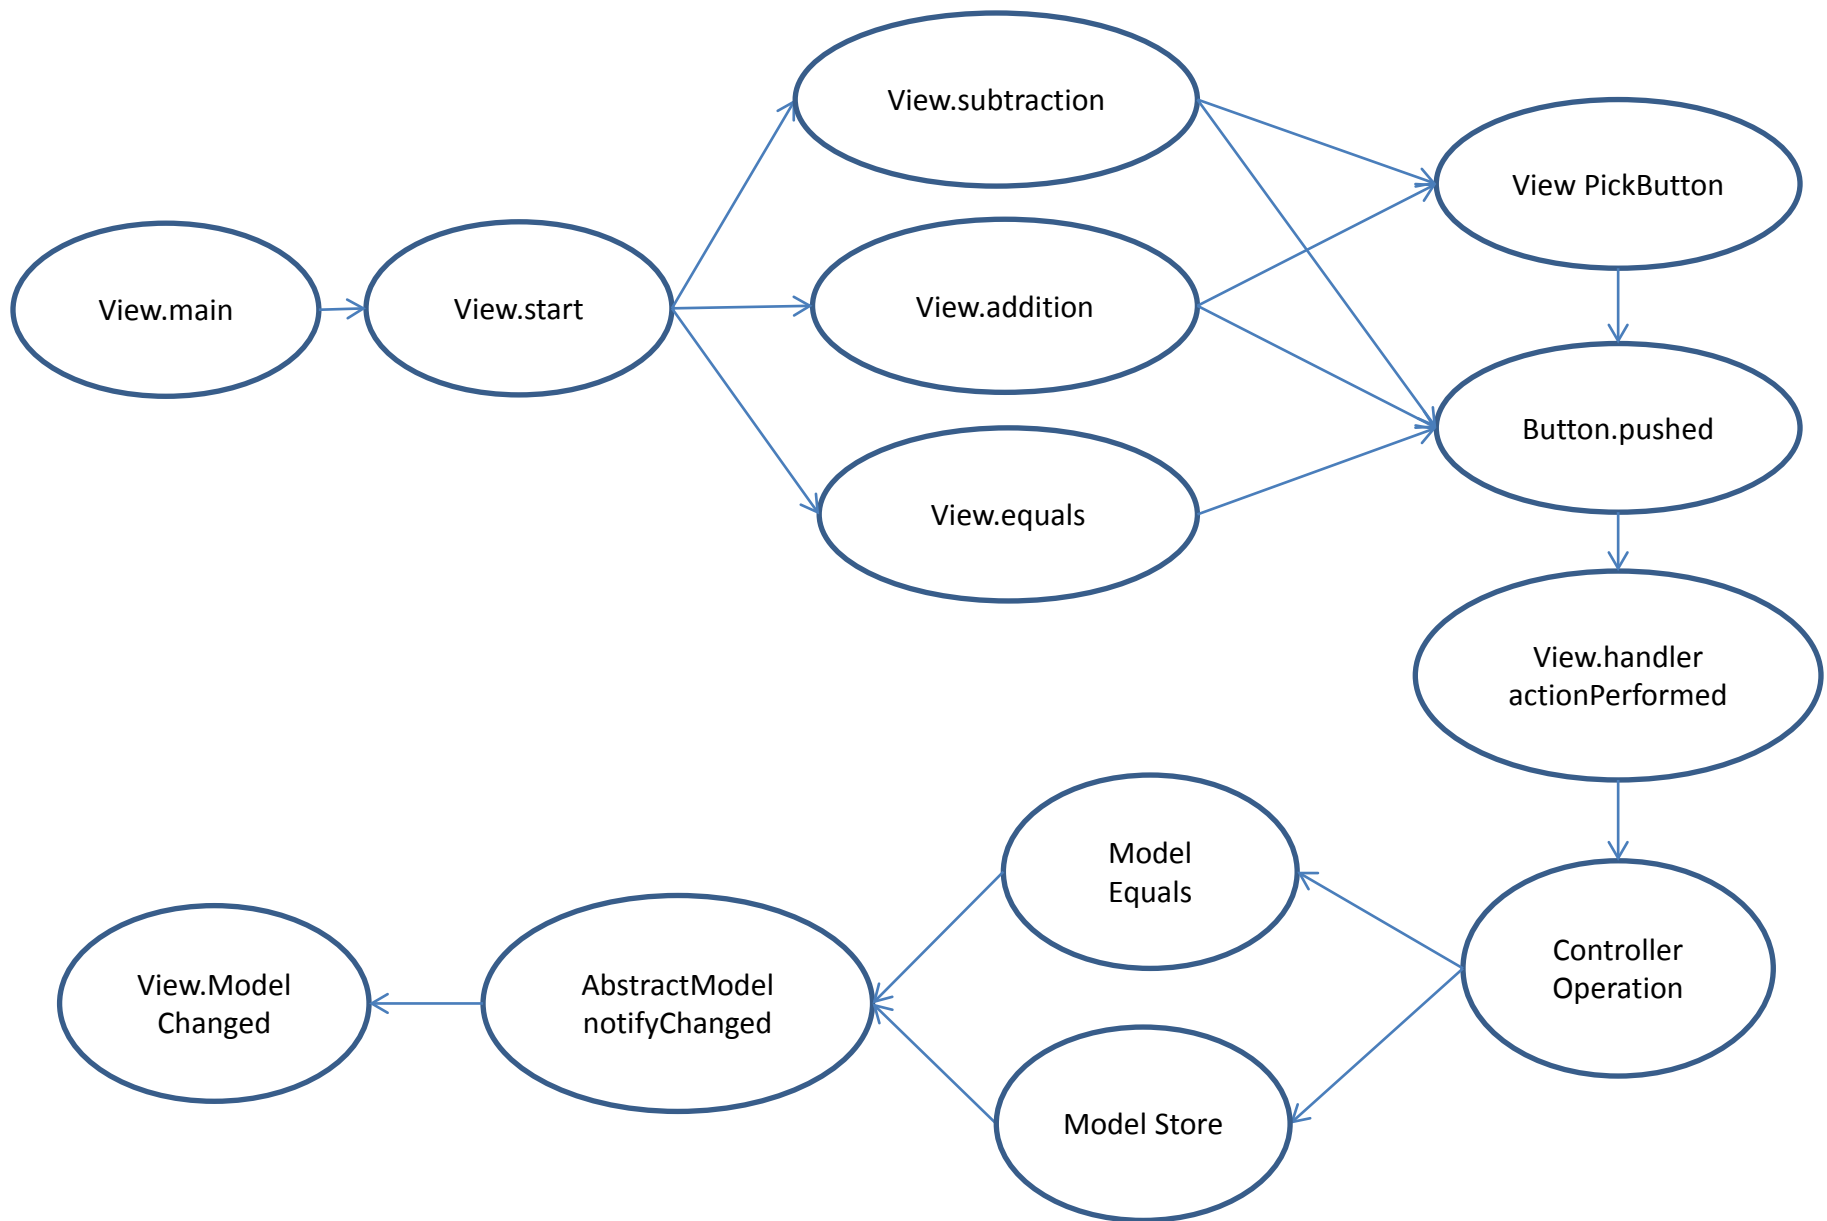 View.subtraction
View PickButton
View.main
View.start
View.addition
Button.pushed
View.equals
View.handler
actionPerformed
Model
Equals
Controller
Operation
View.Model
Changed
AbstractModel
notifyChanged
Model Store